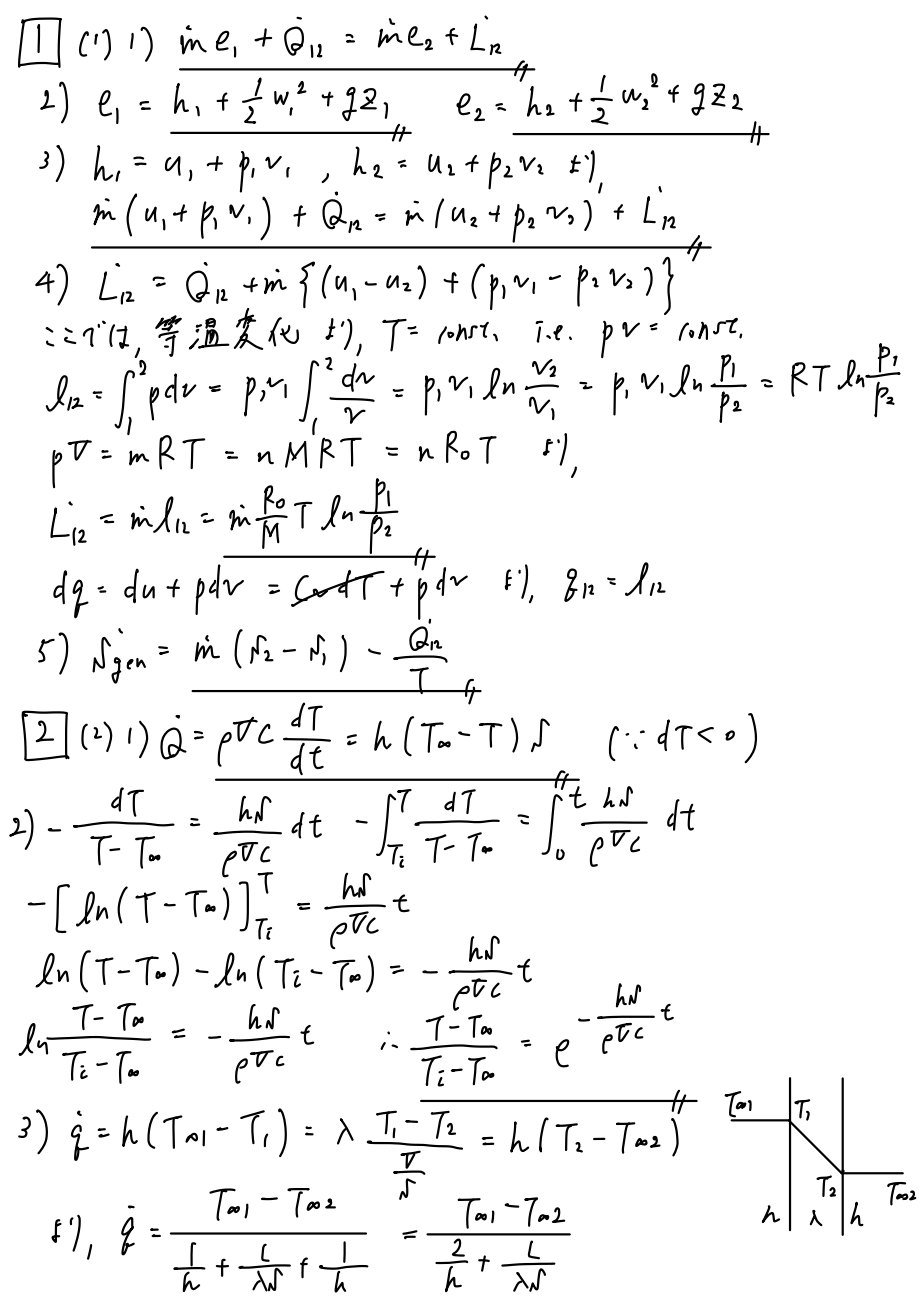 1 (1) 1) ṁe₁ + Q̇₁₂ = ṁe₂ + L̇₁₂
2) e₁ = h₁ + 1/2 w₁² + gz₁　e₂ = h₂ + 1/2 w₂² + gz₂
3) h₁ = u₁ + p₁v₁ , h₂ = u₂ + p₂v₂ より,
ṁ(u₁ + p₁v₁) + Q̇₁₂ = ṁ(u₂ + p₂v₂) + L̇₁₂
4) L̇₁₂ = Q̇₁₂ + ṁ{(u₁ - u₂) + (p₁v₁ - p₂v₂)}
ここでは, 等温変化より, T = const. i.e. pv = const.
l₁₂ = ∫₁² pdv = p₁v₁ ∫₁² dv/v = p₁v₁ ln v₂/v₁ = p₁v₁ ln p₁/p₂ = RT ln p₁/p₂
pV = mRT = nMRT = nR₀T より,
L̇₁₂ = ṁl₁₂ = ṁ R₀/M T ln p₁/p₂
dq = du + pdv = CvdT + pdv より, q₁₂ = l₁₂
5) Ṡgen = ṁ(s₂ - s₁) - Q̇₁₂/T
2 (2) 1) Q̇ = ρVc dT/dt = h(T∞ - T)S　(∵ dT < 0)
2) - dT/(T - T∞) = hS/ρVc dt　-∫_{Ti}^{T} dT/(T - T∞) = ∫₀ᵗ hS/ρVc dt
-[ln(T - T∞)]_{Ti}^{T} = hS/ρVc t
ln(T - T∞) - ln(Ti - T∞) = - hS/ρVc t
ln (T - T∞)/(Ti - T∞) = - hS/ρVc t　∴ (T - T∞)/(Ti - T∞) = e^{- hS/ρVc t}
3) q̇ = h(T∞1 - T₁) = λ (T₁ - T₂)/(V/S) = h(T₂ - T∞2)
より, q̇ = (T∞1 - T∞2)/(1/h + L/λS + 1/h) = (T∞1 - T∞2)/(2/h + L/λS)
T∞1 T₁
T₂ T∞2
h λ h